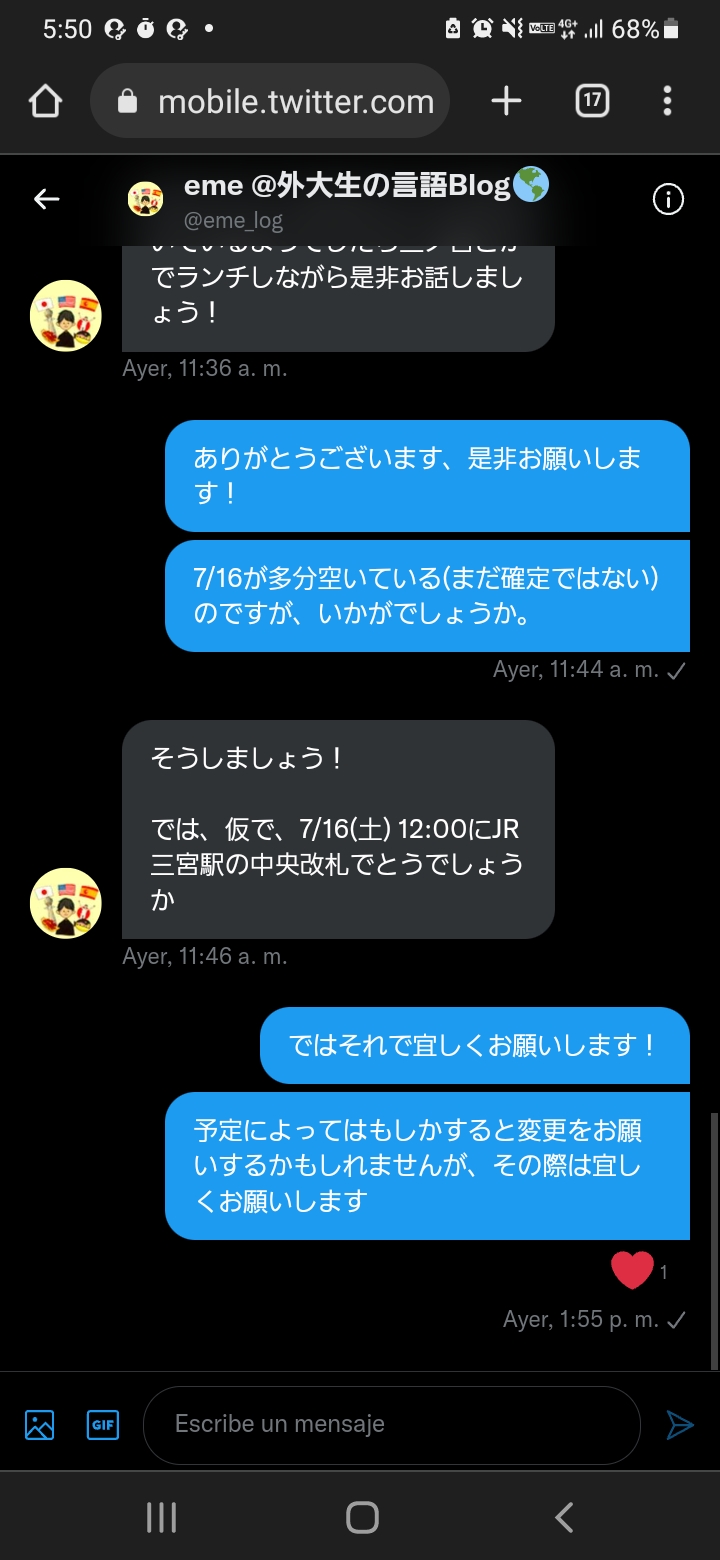 5:50
VoLTE 4G+ 68%
mobile.twitter.com
17
eme @外大生の言語Blog🌎
@eme_log
でランチしながら是非お話しまし
ょう！
Ayer, 11:36 a. m.
ありがとうございます、是非お願いしま
す！
7/16が多分空いている(まだ確定ではない)
のですが、いかがでしょうか。
Ayer, 11:44 a. m.
そうしましょう！
では、仮で、7/16(土) 12:00にJR
三宮駅の中央改札でとうでしょう
か
Ayer, 11:46 a. m.
ではそれで宜しくお願いします！
予定によってはもしかすると変更をお願
いするかもしれませんが、その際は宜し
くお願いします
❤️ 1
Ayer, 1:55 p. m.
GIF
Escribe un mensaje